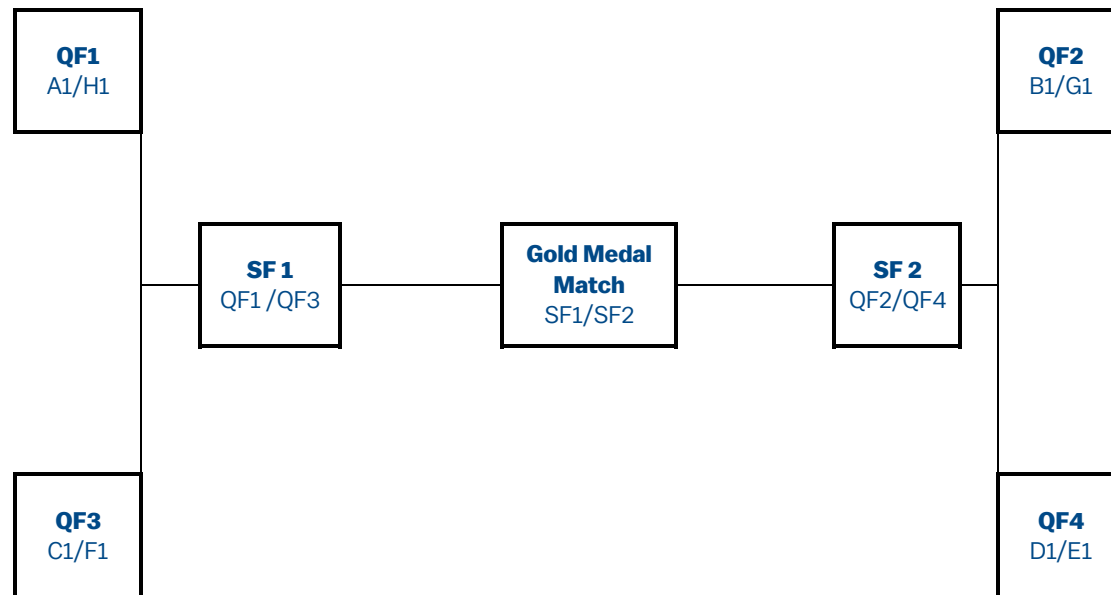 QF1
A1/H1
QF2
B1/G1
SF 1
QF1 /QF3
Gold Medal
Match
SF1/SF2
SF 2
QF2/QF4
QF3
C1/F1
QF4
D1/E1